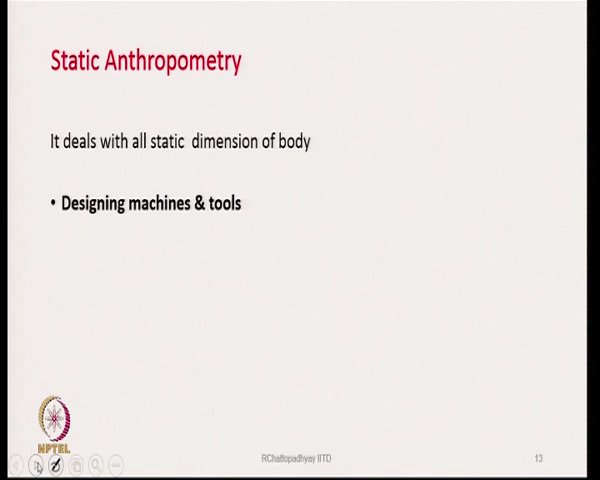 Static Anthropometry
It deals with all static dimension of body
• Designing machines & tools
NPTEL
RChattopadhyay IITD
13